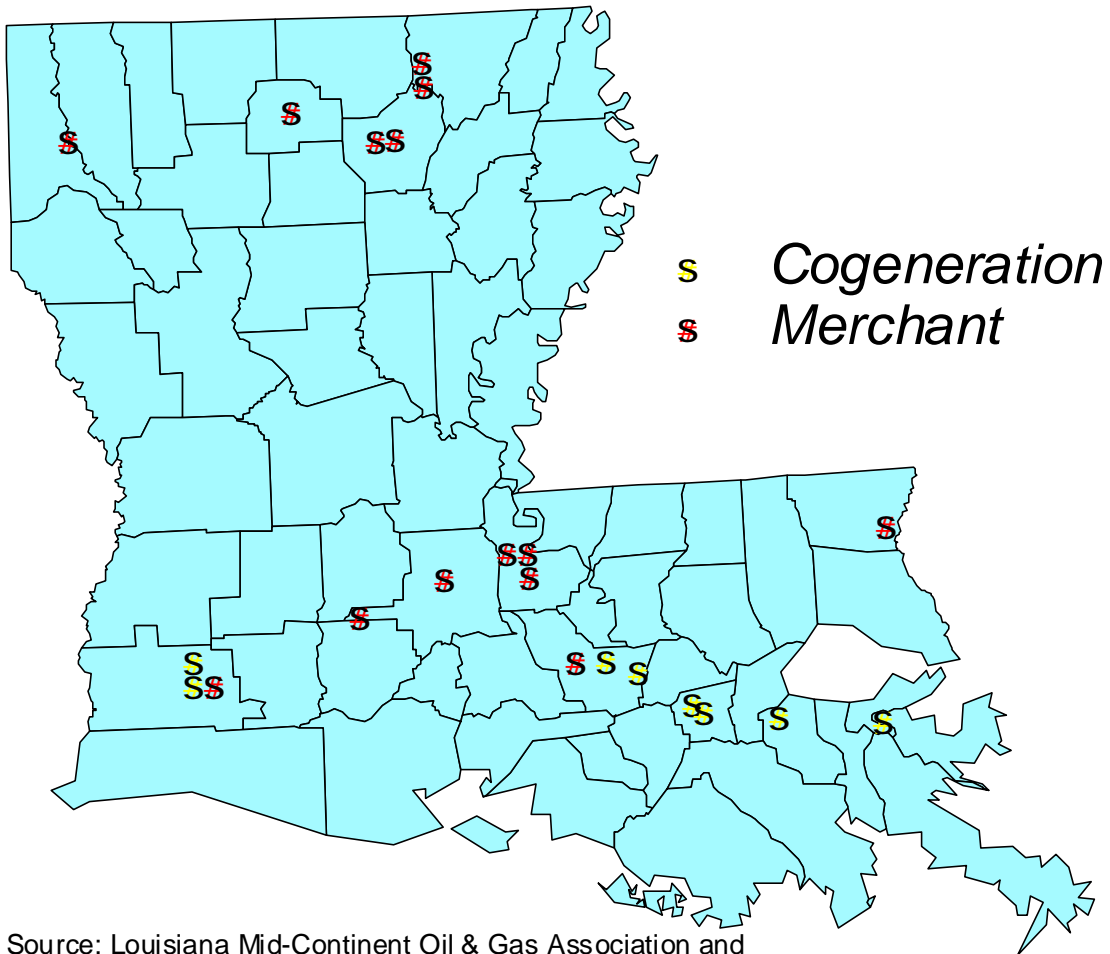 Cogeneration
Merchant
Source: Louisiana Mid-Continent Oil & Gas Association and